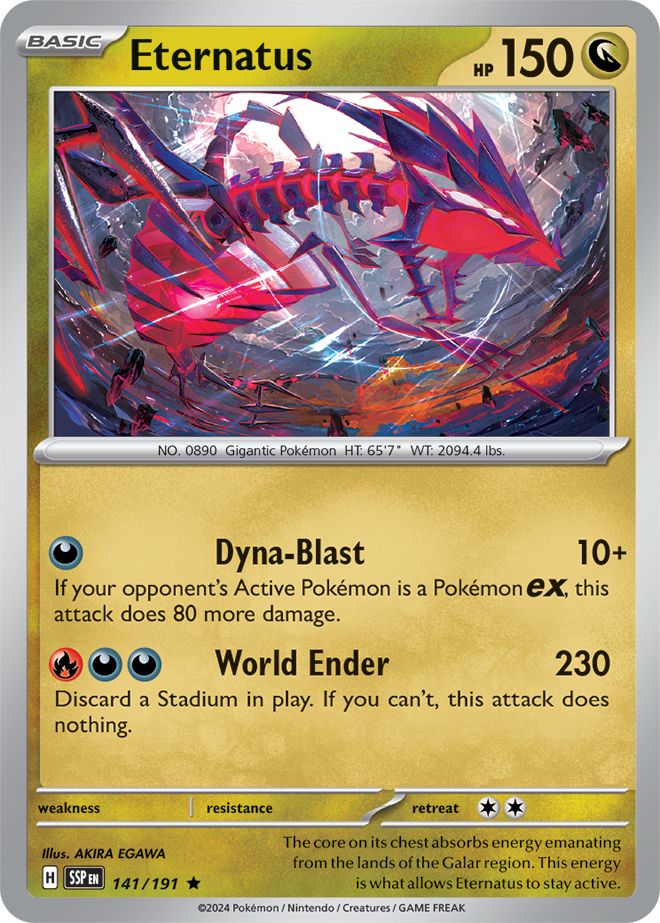 BASIC
Eternatus
HP 150
NO. 0890 Gigantic Pokémon HT: 65'7" WT: 2094.4 lbs.
Dyna-Blast 10+
If your opponent's Active Pokémon is a Pokémon ex, this
attack does 80 more damage.
World Ender 230
Discard a Stadium in play. If you can't, this attack does
nothing.
weakness resistance retreat
Illus. AKIRA EGAWA
H SSP EN 141/191 ★
The core on its chest absorbs energy emanating
from the lands of the Galar region. This energy
is what allows Eternatus to stay active.
©2024 Pokémon / Nintendo / Creatures / GAME FREAK